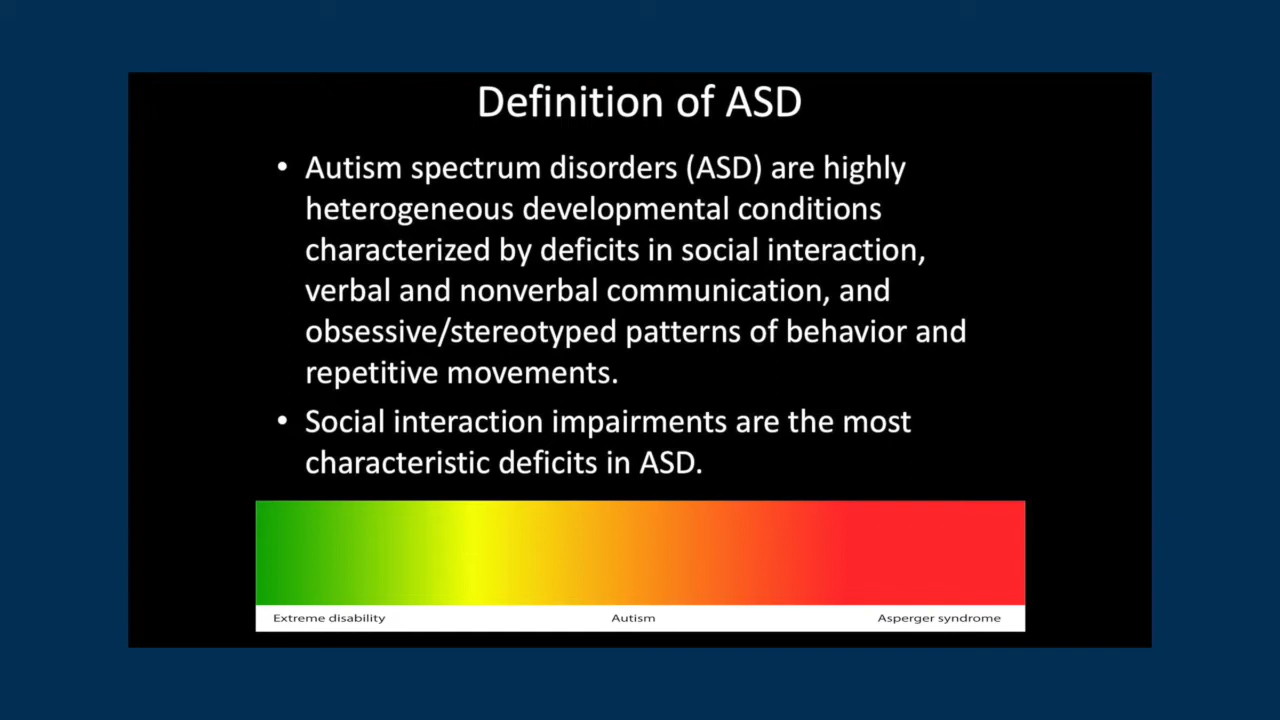 Definition of ASD
• Autism spectrum disorders (ASD) are highly
heterogeneous developmental conditions
characterized by deficits in social interaction,
verbal and nonverbal communication, and
obsessive/stereotyped patterns of behavior and
repetitive movements.
• Social interaction impairments are the most
characteristic deficits in ASD.
Extreme disability Autism Asperger syndrome